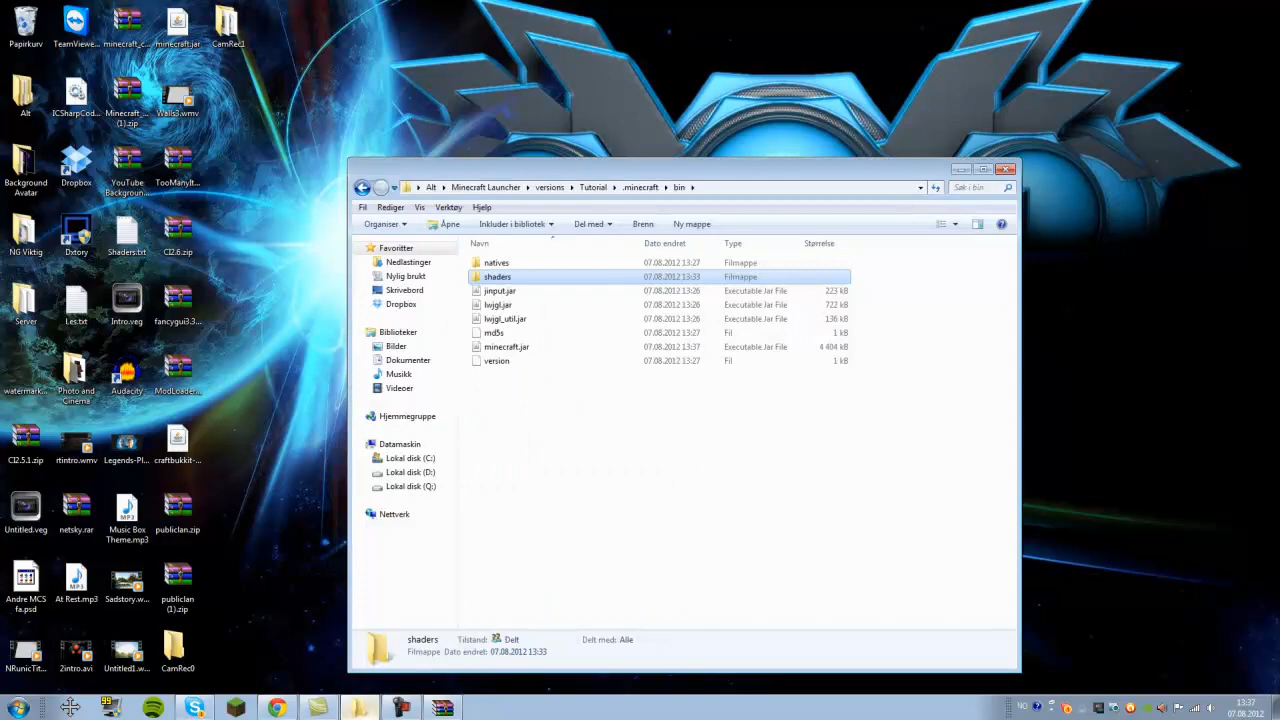 Papirkurv
TeamViewe...
minecraft_c...
minecraft.jar
CamRec1
Alt
ICSharpCod...
Minecraft_...
(1).zip
Walls3.wmv
Background
Avatar
Dropbox
YouTube
Backgroun...
TooManyIt...
NG Viktig
Dxtory
Shaders.txt
CI2.6.zip
Server
Les.txt
Intro.veg
fancygui3.3...
watermark...
Photo and
Cinema
Audacity
ModLoader...
CI2.5.1.zip
rtintro.wmv
Legends-Pl...
craftbukkit-...
Untitled.veg
netsky.rar
Music Box
Theme.mp3
publiclan.zip
Andre MCS
fa.psd
At Rest.mp3
Sadstory.w...
publiclan
(1).zip
NRunicTit...
2intro.avi
Untitled1.w...
CamRec0
Alt
Minecraft Launcher
versions
Tutorial
.minecraft
bin
Søk i bin
Fil Rediger Vis Verktøy Hjelp
Organiser Åpne Inkluder i bibliotek Del med Brenn Ny mappe
Favoritter
Nedlastinger
Nylig brukt
Skrivebord
Dropbox
Biblioteker
Bilder
Dokumenter
Musikk
Videoer
Hjemmegruppe
Datamaskin
Lokal disk (C:)
Lokal disk (D:)
Lokal disk (Q:)
Nettverk
Navn Dato endret Type Størrelse
natives 07.08.2012 13:27 Filmappe
shaders 07.08.2012 13:33 Filmappe
jinput.jar 07.08.2012 13:26 Executable Jar File 223 kB
lwjgl.jar 07.08.2012 13:26 Executable Jar File 722 kB
lwjgl_util.jar 07.08.2012 13:26 Executable Jar File 136 kB
md5s 07.08.2012 13:27 Fil 1 kB
minecraft.jar 07.08.2012 13:37 Executable Jar File 4 404 kB
version 07.08.2012 13:27 Fil 1 kB
shaders Tilstand: Delt Del med: Alle
Filmappe Dato endret: 07.08.2012 13:33
99
NO
13:37
07.08.2012